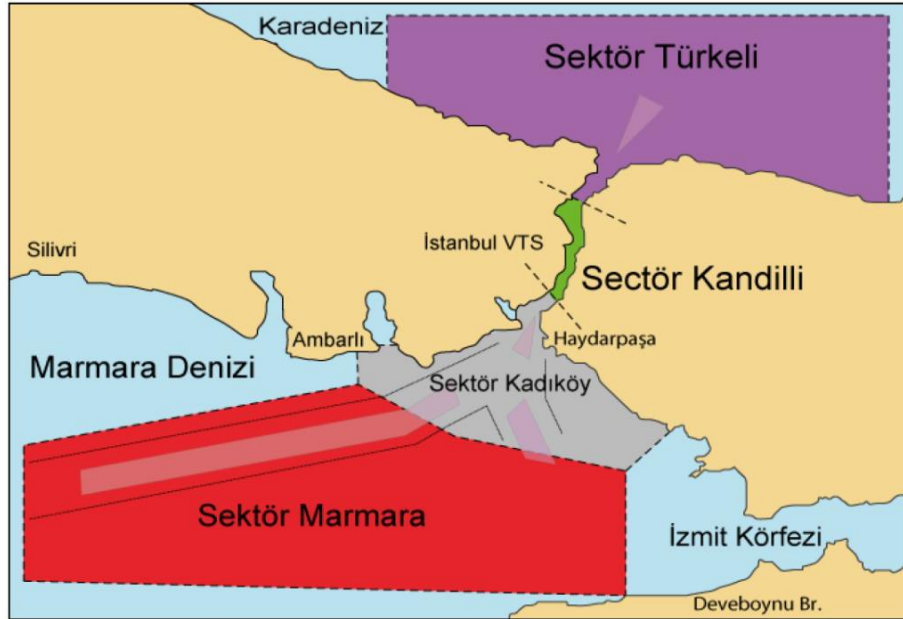 Karadeniz
Sektör Türkeli
İstanbul VTS
Silivri
Sectör Kandilli
Ambarlı
Haydarpaşa
Marmara Denizi
Sektör Kadıköy
Sektör Marmara
İzmit Körfezi
Deveboynu Br.